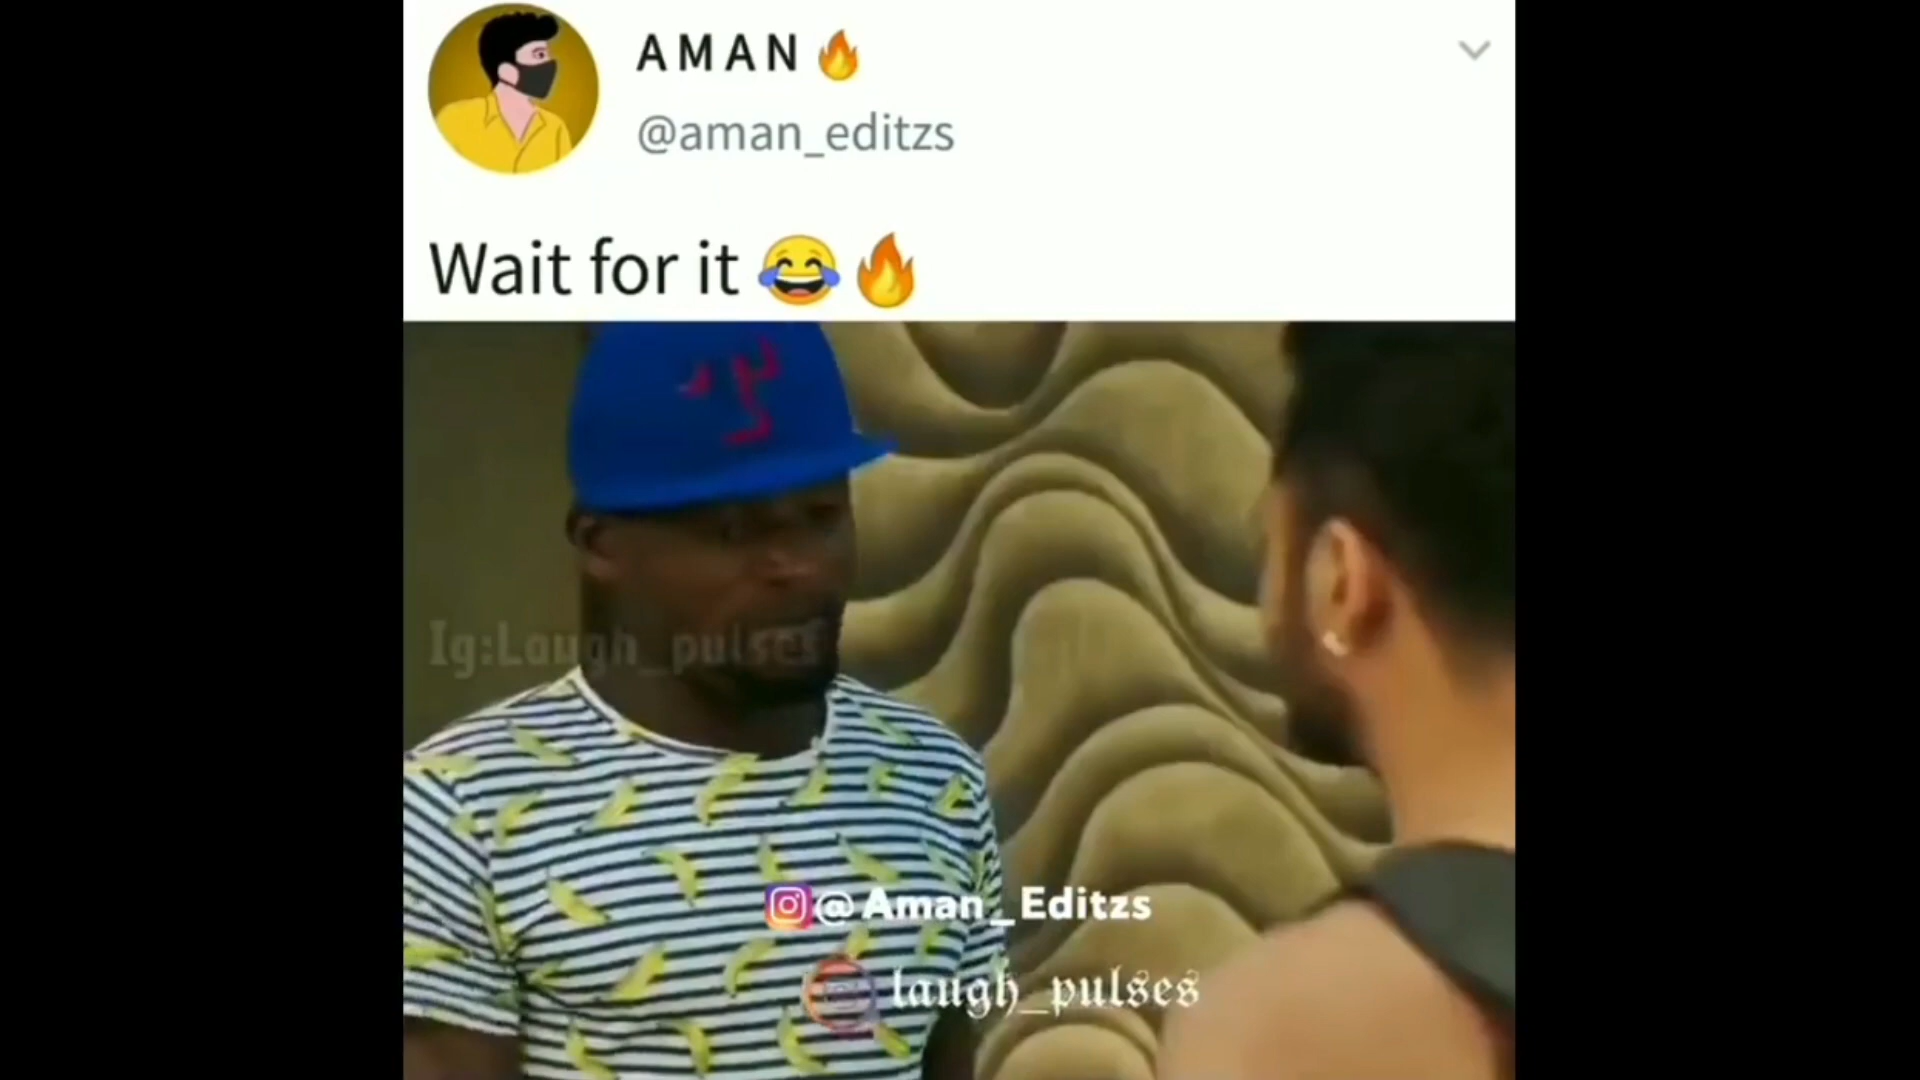 AMAN🔥
@aman_editzs
Wait for it 😂🔥
Ig:Laugh_pulses
@Aman_Editzs
laugh_pulses